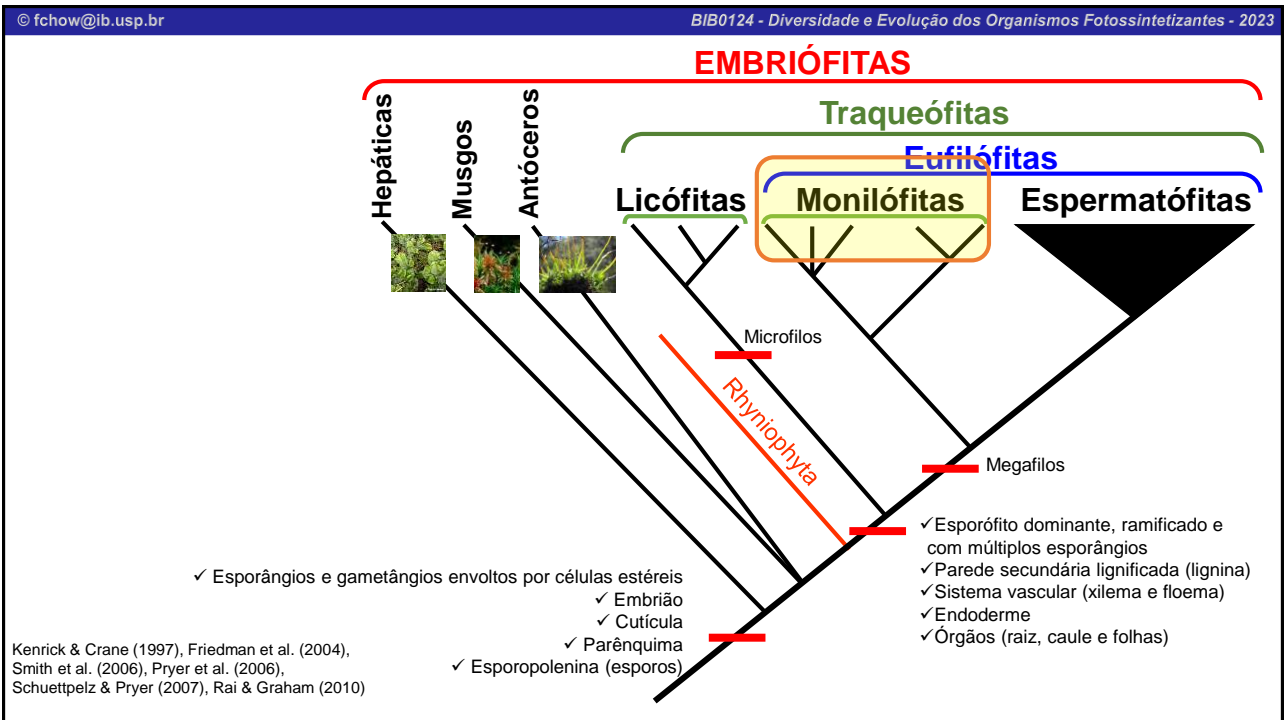 © fchow@ib.usp.br
BIB0124 - Diversidade e Evolução dos Organismos Fotossintetizantes - 2023
EMBRIÓFITAS
Hepáticas
Musgos
Antóceros
Traqueófitas
Eufilófitas
Licófitas
Monilófitas
Espermatófitas
Microfilos
Rhyniophyta
Megafilos
✓Esporófito dominante, ramificado e
com múltiplos esporângios
✓Parede secundária lignificada (lignina)
✓Sistema vascular (xilema e floema)
✓Endoderme
✓Órgãos (raiz, caule e folhas)
✓ Esporângios e gametângios envoltos por células estéreis
✓ Embrião
✓ Cutícula
✓ Parênquima
✓ Esporopolenina (esporos)
Kenrick & Crane (1997), Friedman et al. (2004),
Smith et al. (2006), Pryer et al. (2006),
Schuettpelz & Pryer (2007), Rai & Graham (2010)